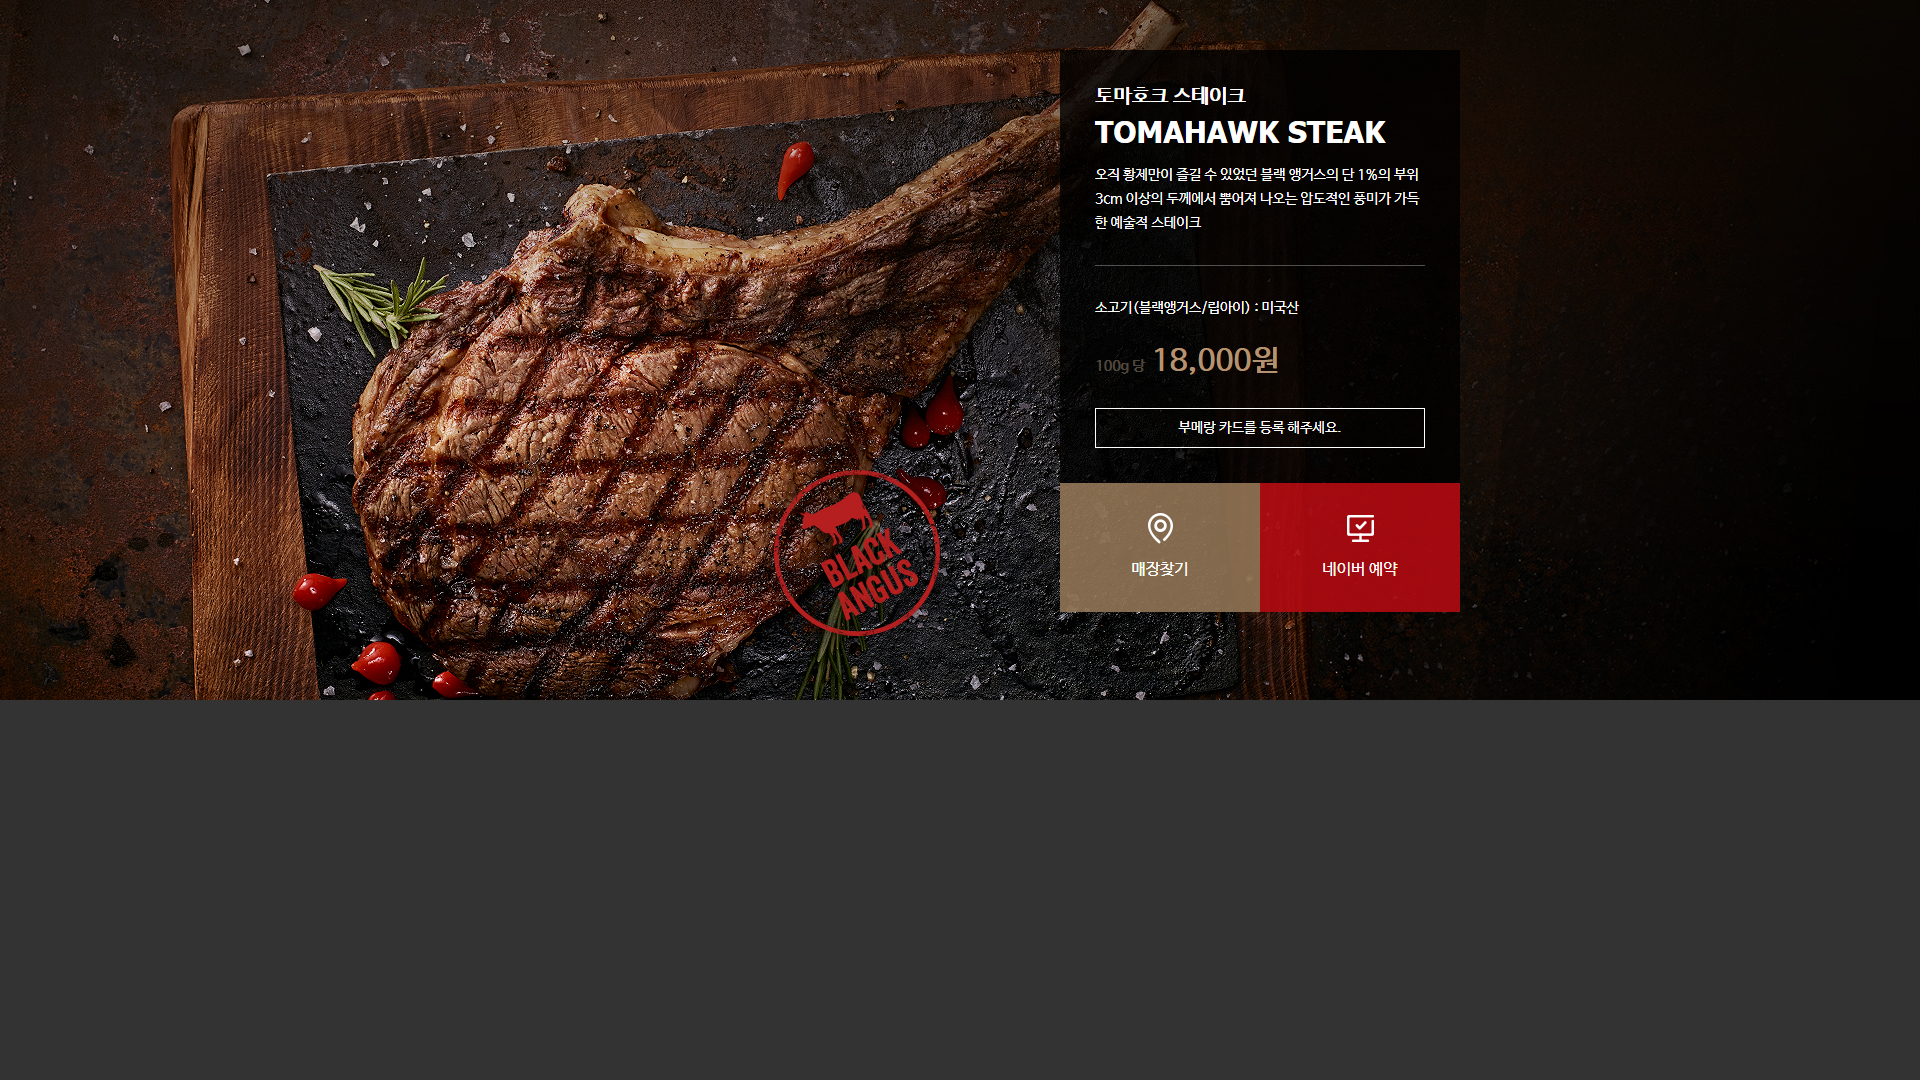 토마호크 스테이크
TOMAHAWK STEAK
오직 황제만이 즐길 수 있었던 블랙 앵거스의 단 1%의 부위
3cm 이상의 두께에서 뿜어져 나오는 압도적인 풍미가 가득
한 예술적 스테이크
소고기(블랙앵거스/립아이) : 미국산
100g 당 18,000원
부메랑 카드를 등록 해주세요.
BLACK
ANGUS
매장찾기
네이버 예약